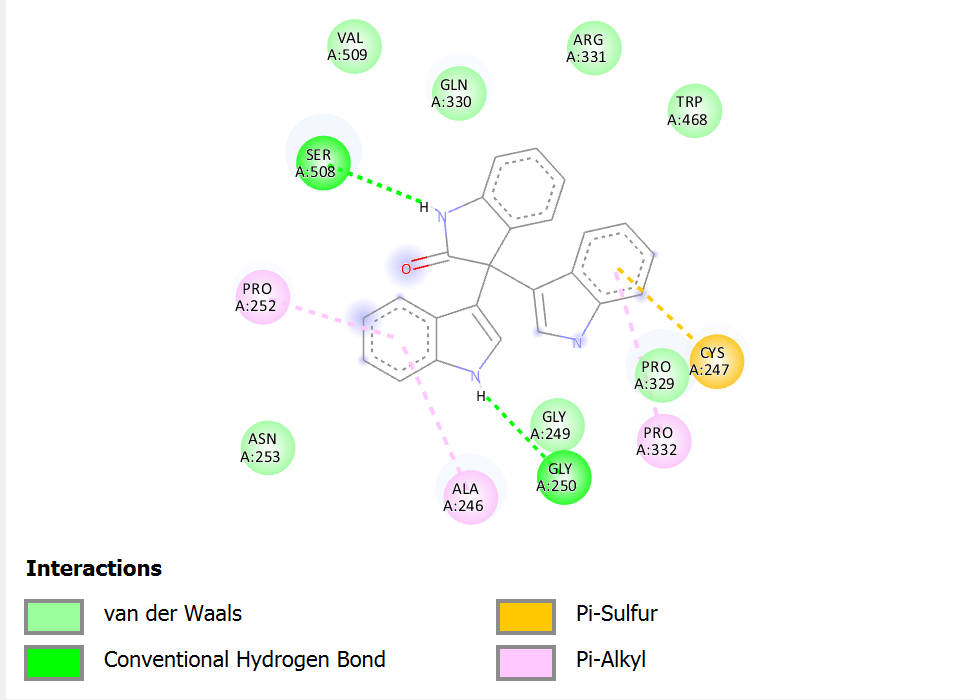 VAL
A:509
ARG
A:331
GLN
A:330
TRP
A:468
SER
A:508
H
N
O
PRO
A:252
N
CYS
A:247
PRO
A:329
N
H
GLY
A:249
PRO
A:332
ASN
A:253
GLY
A:250
ALA
A:246
Interactions
van der Waals
Pi-Sulfur
Conventional Hydrogen Bond
Pi-Alkyl